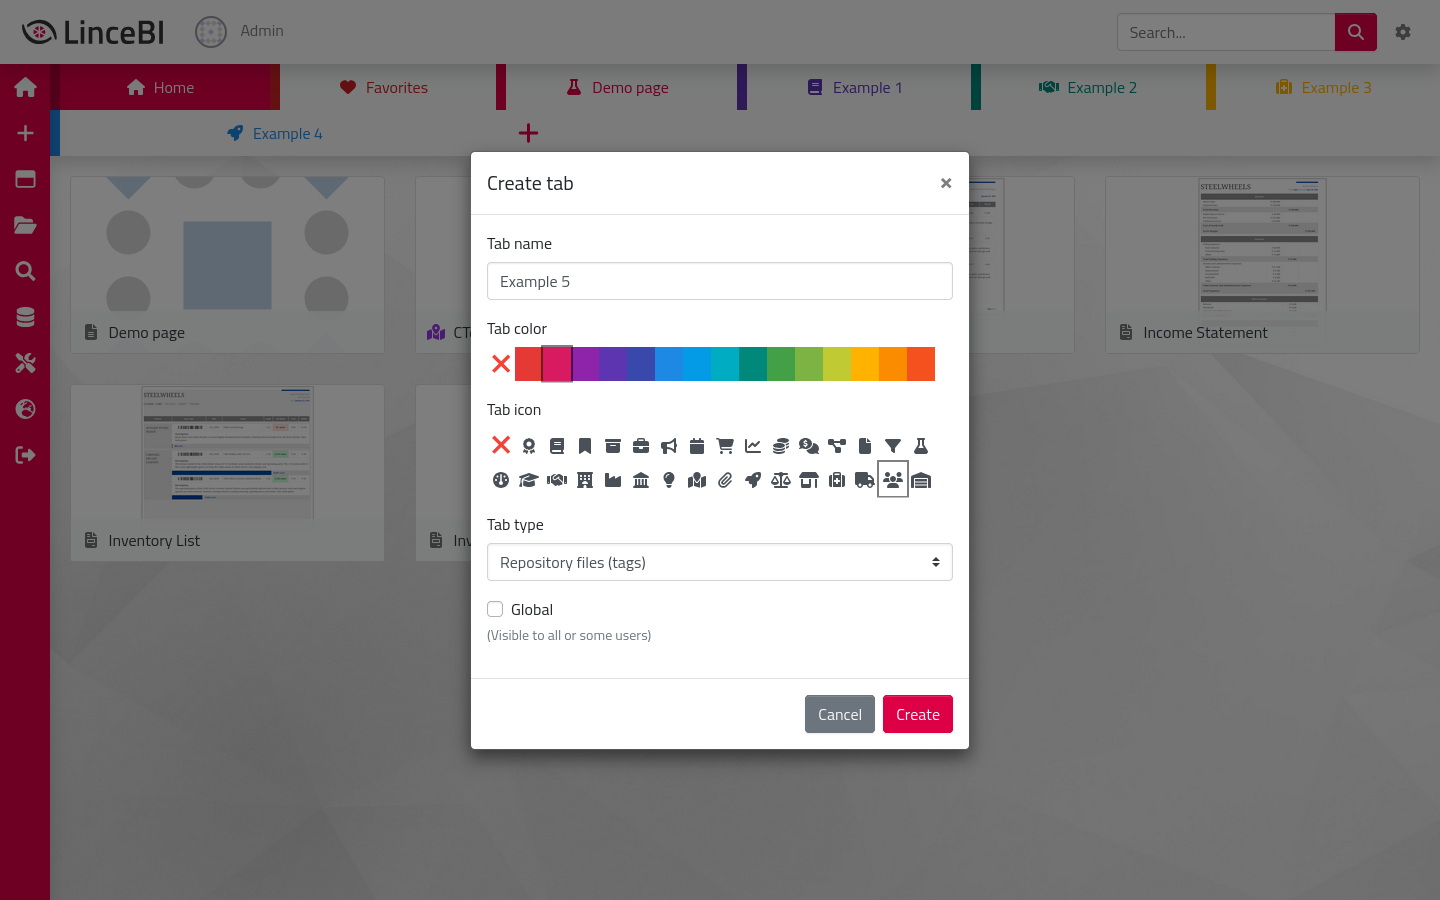 LinceBI
Admin
Search...
Home
Favorites
Demo page
Example 1
Example 2
Example 3
Example 4
Create tab
×
Tab name
Example 5
Tab color
Tab icon
Tab type
Repository files (tags)
Global
(Visible to all or some users)
Cancel
Create
STEELWHEELS
Demo page
Income Statement
STEELWHEELS
Inventory List